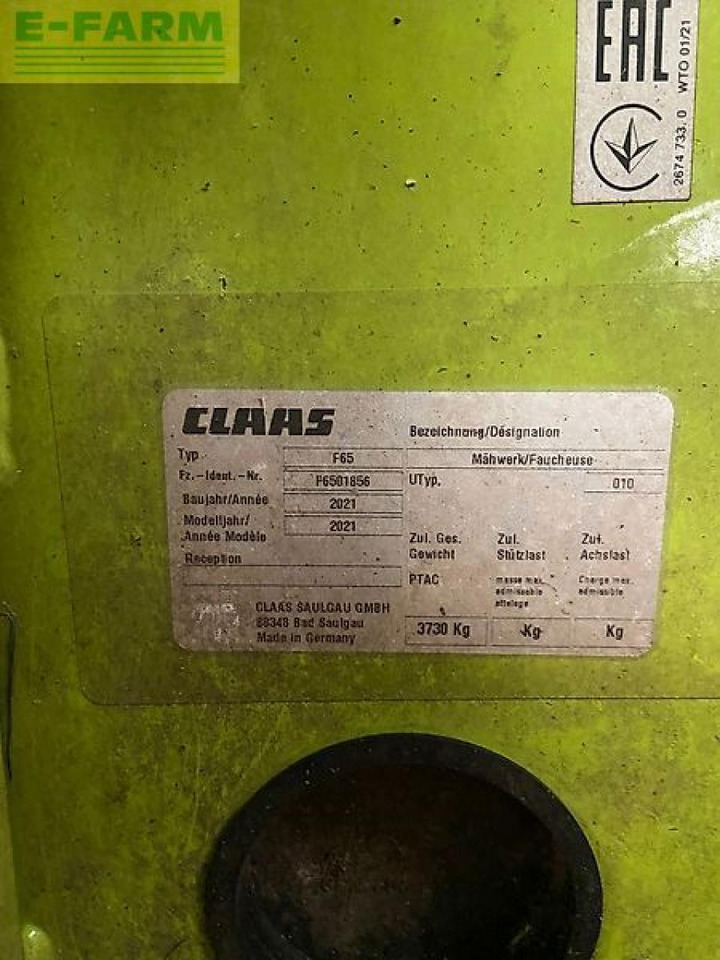 E-FARM
EAC
2674 733. 0 WTO 01/21
CLAAS
Bezeichnung/Désignation
Typ F65 Mähwerk/Faucheuse
Fz.-Ident.-Nr. F6501856 UTyp. 010
Baujahr/Année 2021
Modelljahr/ 2021
Année Modèle
Zul. Ges. Zul. Zul.
Gewicht Stützlast Achslast
Reception
PTAC masse max. Charge max.
admissible admissible
attelage
CLAAS SAULGAU GMBH
88348 Bad Saulgau
Made in Germany
3730 Kg Kg Kg